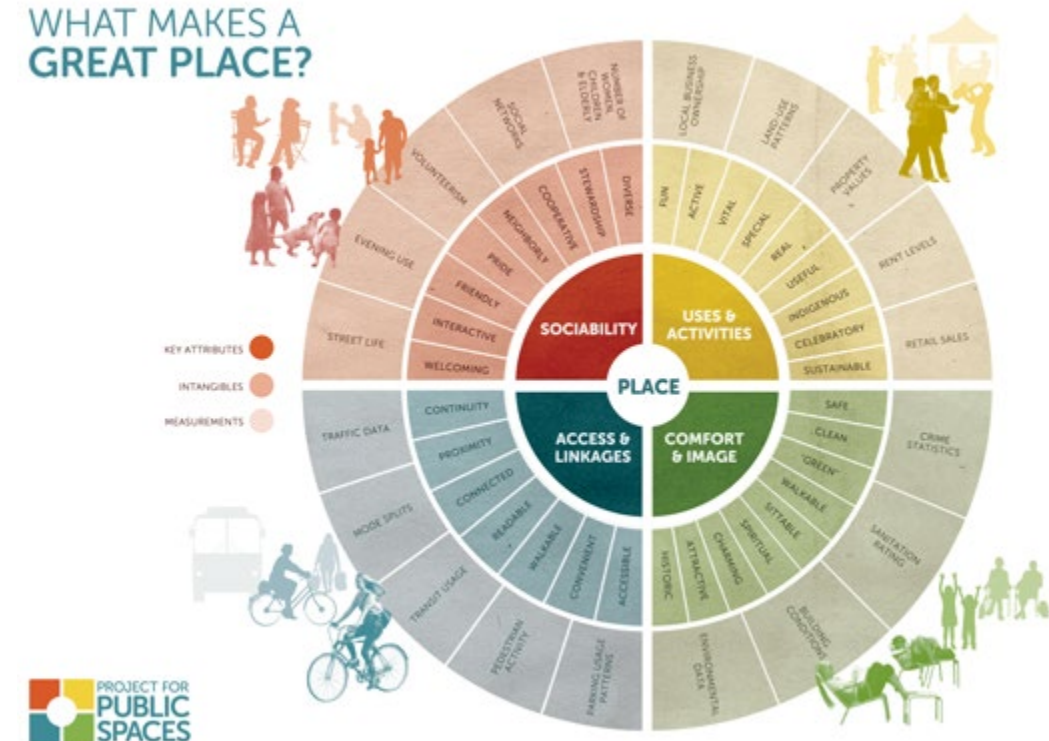 WHAT MAKES A
GREAT PLACE?
KEY ATTRIBUTES
INTANGIBLES
MEASUREMENTS
PLACE
SOCIABILITY
USES &
ACTIVITIES
ACCESS &
LINKAGES
COMFORT
& IMAGE
WELCOMING
INTERACTIVE
FRIENDLY
PRIDE
NEIGHBORLY
COOPERATIVE
STEWARDSHIP
DIVERSE
FUN
ACTIVE
VITAL
SPECIAL
REAL
USEFUL
INDIGENOUS
CELEBRATORY
SUSTAINABLE
SAFE
CLEAN
"GREEN"
WALKABLE
SITTABLE
SPIRITUAL
CHARMING
ATTRACTIVE
HISTORIC
ACCESSIBLE
CONVENIENT
WALKABLE
READABLE
CONNECTED
PROXIMITY
CONTINUITY
STREET LIFE
EVENING USE
VOLUNTEERISM
SOCIAL
NETWORKS
NUMBER OF
WOMEN,
CHILDREN
& ELDERLY
LOCAL BUSINESS
OWNERSHIP
LAND-USE
PATTERNS
PROPERTY
VALUES
RENT LEVELS
RETAIL SALES
CRIME
STATISTICS
SANITATION
RATING
BUILDING
CONDITIONS
ENVIRONMENTAL
DATA
PARKING USAGE
PATTERNS
PEDESTRIAN
ACTIVITY
TRANSIT USAGE
MODE SPLITS
TRAFFIC DATA
PROJECT FOR
PUBLIC
SPACES